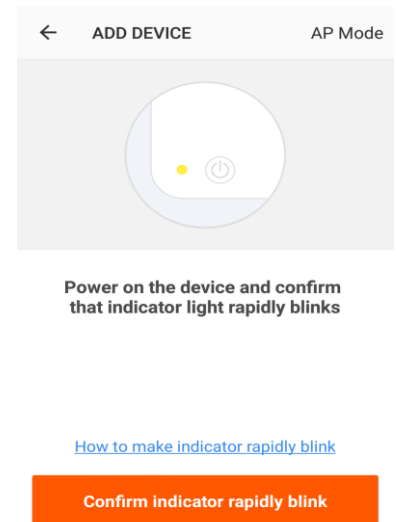 ADD DEVICE AP Mode
Power on the device and confirm
that indicator light rapidly blinks
How to make indicator rapidly blink
Confirm indicator rapidly blink